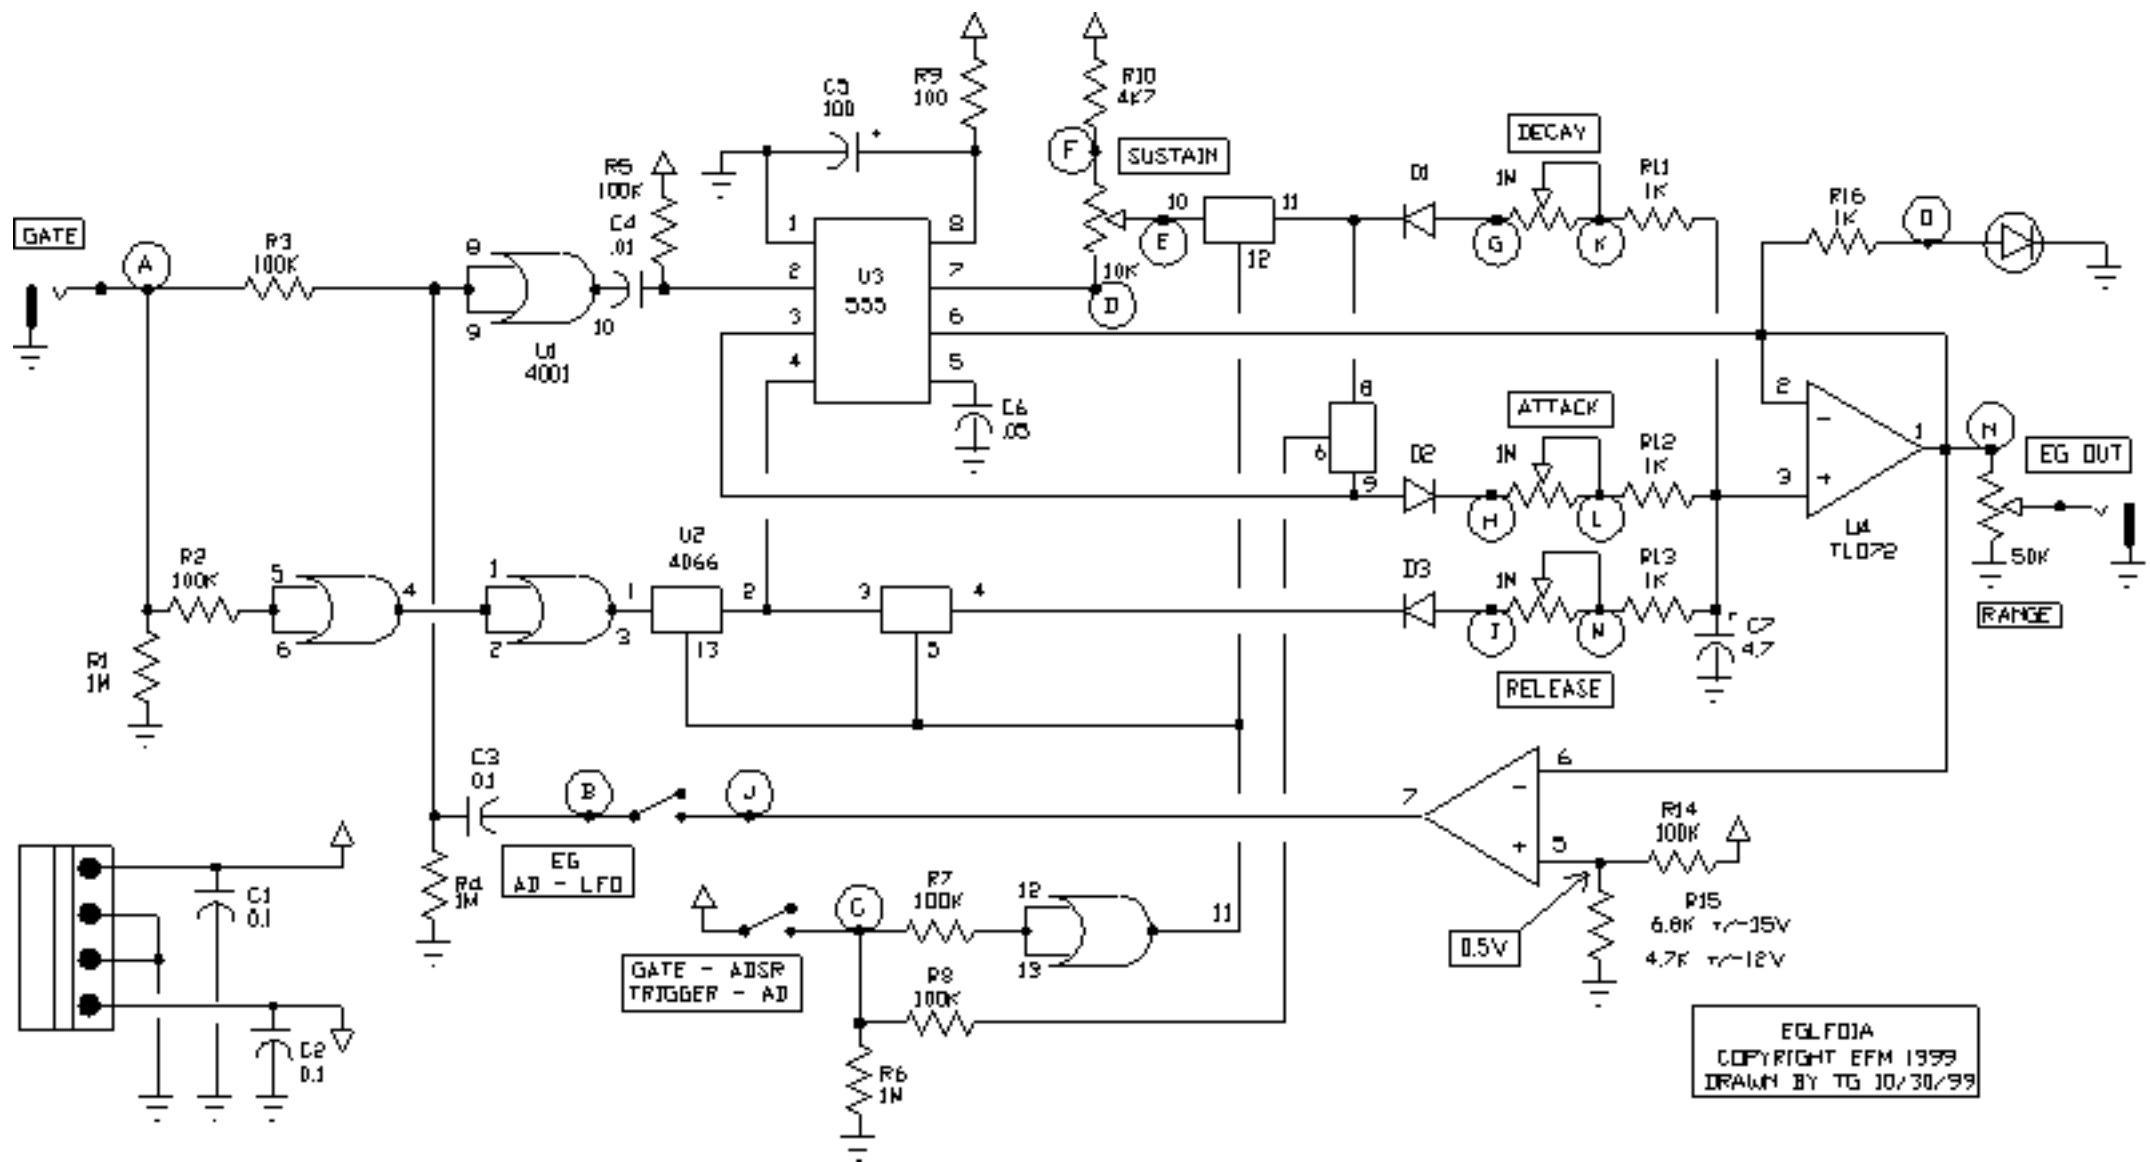 R9
100
R10
4K7
C5
100
+
F
SUSTAIN
DECAY
R5
100K
D1
1M
R11
1K
R16
1K
O
GATE
A
R3
100K
8
9
10
U1
4001
C4
.01
1
2
3
4
U3
555
8
7
6
5
10K
D
E
10
11
12
G
K
C6
.05
8
6
9
ATTACK
D2
1M
R12
1K
H
L
2
-
3
+
1
U4
TL072
N
EG OUT
50K
RANGE
R2
100K
5
6
4
1
2
3
U2
4066
1
2
13
3
4
5
D3
1M
R13
1K
I
M
+
C7
4.7
RELEASE
R1
1M
C3
0.1
B
J
7
6
-
+
5
R14
100K
EG
AD - LFO
R4
1M
C1
0.1
C
R7
100K
12
13
11
R15
6.8K +/-15V
4.7K +/-12V
0.5V
GATE - ADSR
TRIGGER - AD
R8
100K
R6
1M
C2
0.1
EGLFO1A
COPYRIGHT EFM 1999
DRAWN BY TG 10/30/99